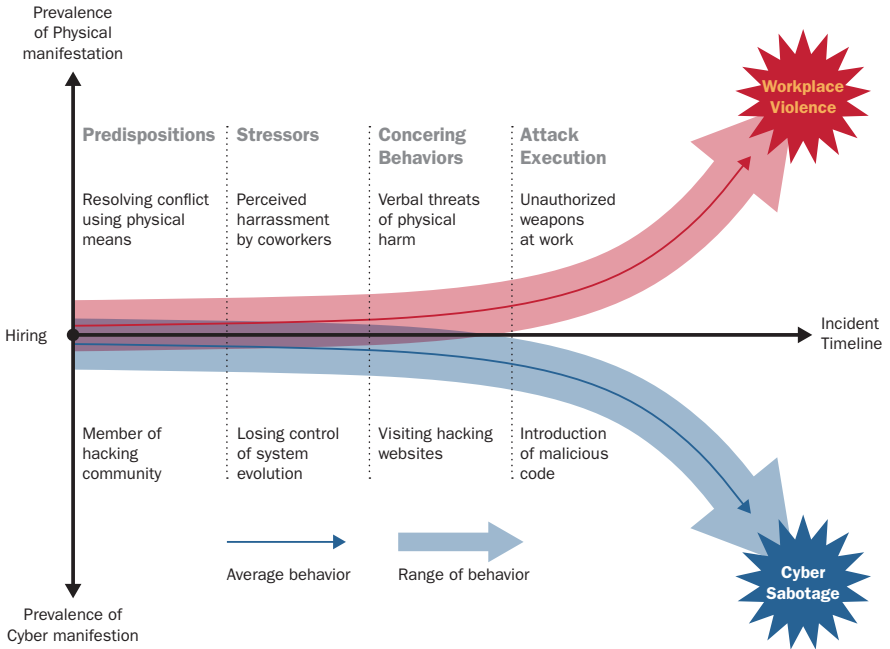 Prevalence
of Physical
manifestation
Workplace
Violence
Predispositions
Stressors
Concering
Behaviors
Attack
Execution
Resolving conflict
using physical
means
Perceived
harrassment
by coworkers
Verbal threats
of physical
harm
Unauthorized
weapons
at work
Hiring
Incident
Timeline
Member of
hacking
community
Losing control
of system
evolution
Visiting hacking
websites
Introduction
of malicious
code
Average behavior
Range of behavior
Cyber
Sabotage
Prevalence of
Cyber manifestion